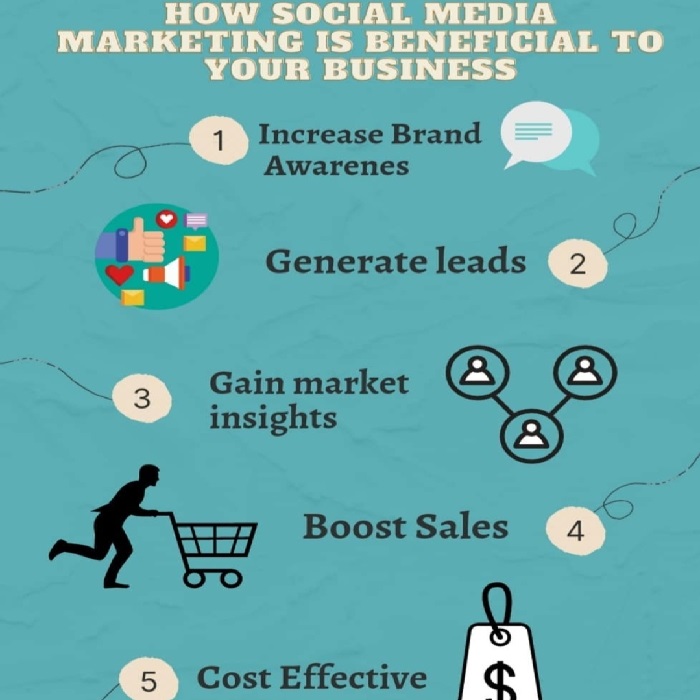 HOW SOCIAL MEDIA
MARKETING IS BENEFICIAL TO
YOUR BUSINESS
1 Increase Brand
Awarenes
Generate leads 2
3 Gain market
insights
Boost Sales 4
5 Cost Effective
$